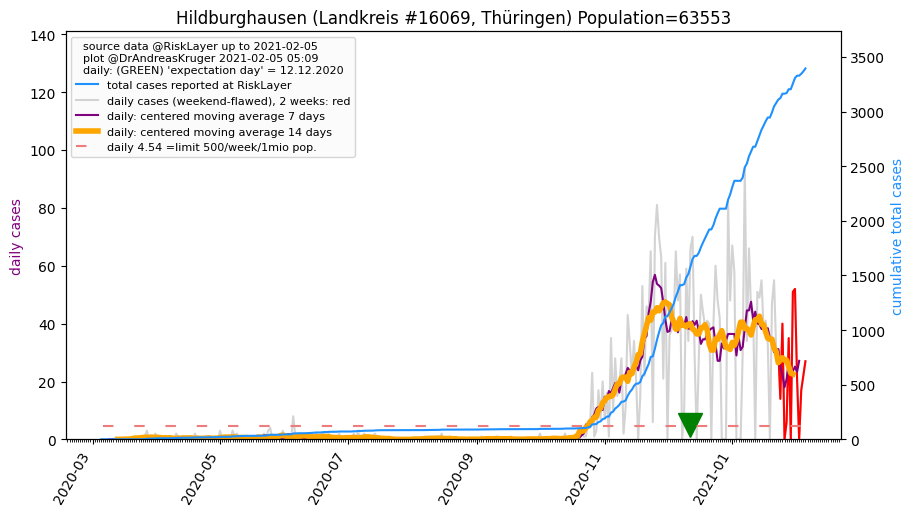 Hildburghausen (Landkreis #16069, Thüringen) Population=63553
source data @RiskLayer up to 2021-02-05
plot @DrAndreasKruger 2021-02-05 05:09
daily: (GREEN) 'expectation day' = 12.12.2020
total cases reported at RiskLayer
daily cases (weekend-flawed), 2 weeks: red
daily: centered moving average 7 days
daily: centered moving average 14 days
daily 4.54 =limit 500/week/1mio pop.
daily cases
140
120
100
80
60
40
20
0
cumulative total cases
3500
3000
2500
2000
1500
1000
500
0
2020-03
2020-05
2020-07
2020-09
2020-11
2021-01